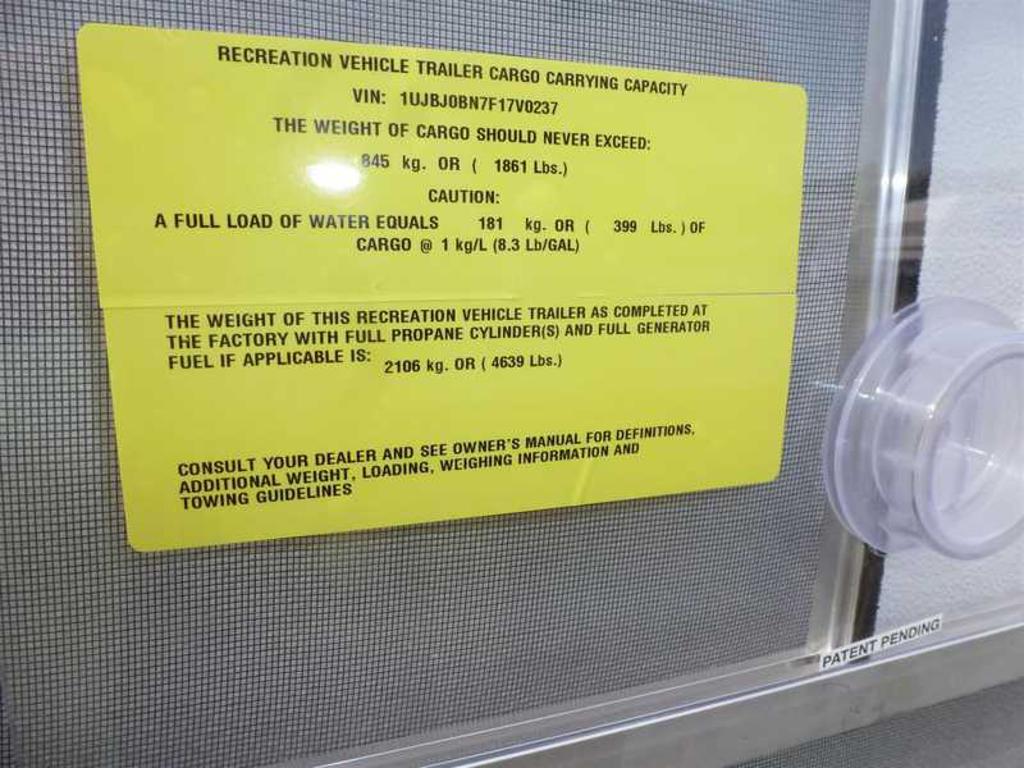 RECREATION VEHICLE TRAILER CARGO CARRYING CAPACITY
VIN: 1UJBJ0BN7F17V0237
THE WEIGHT OF CARGO SHOULD NEVER EXCEED:
845 kg. OR ( 1861 Lbs.)
CAUTION:
A FULL LOAD OF WATER EQUALS 181 kg. OR ( 399 Lbs. ) OF
CARGO @ 1 kg/L (8.3 Lb/GAL)
THE WEIGHT OF THIS RECREATION VEHICLE TRAILER AS COMPLETED AT
THE FACTORY WITH FULL PROPANE CYLINDER(S) AND FULL GENERATOR
FUEL IF APPLICABLE IS: 2106 kg. OR ( 4639 Lbs.)
CONSULT YOUR DEALER AND SEE OWNER'S MANUAL FOR DEFINITIONS,
ADDITIONAL WEIGHT, LOADING, WEIGHING INFORMATION AND
TOWING GUIDELINES
PATENT PENDING